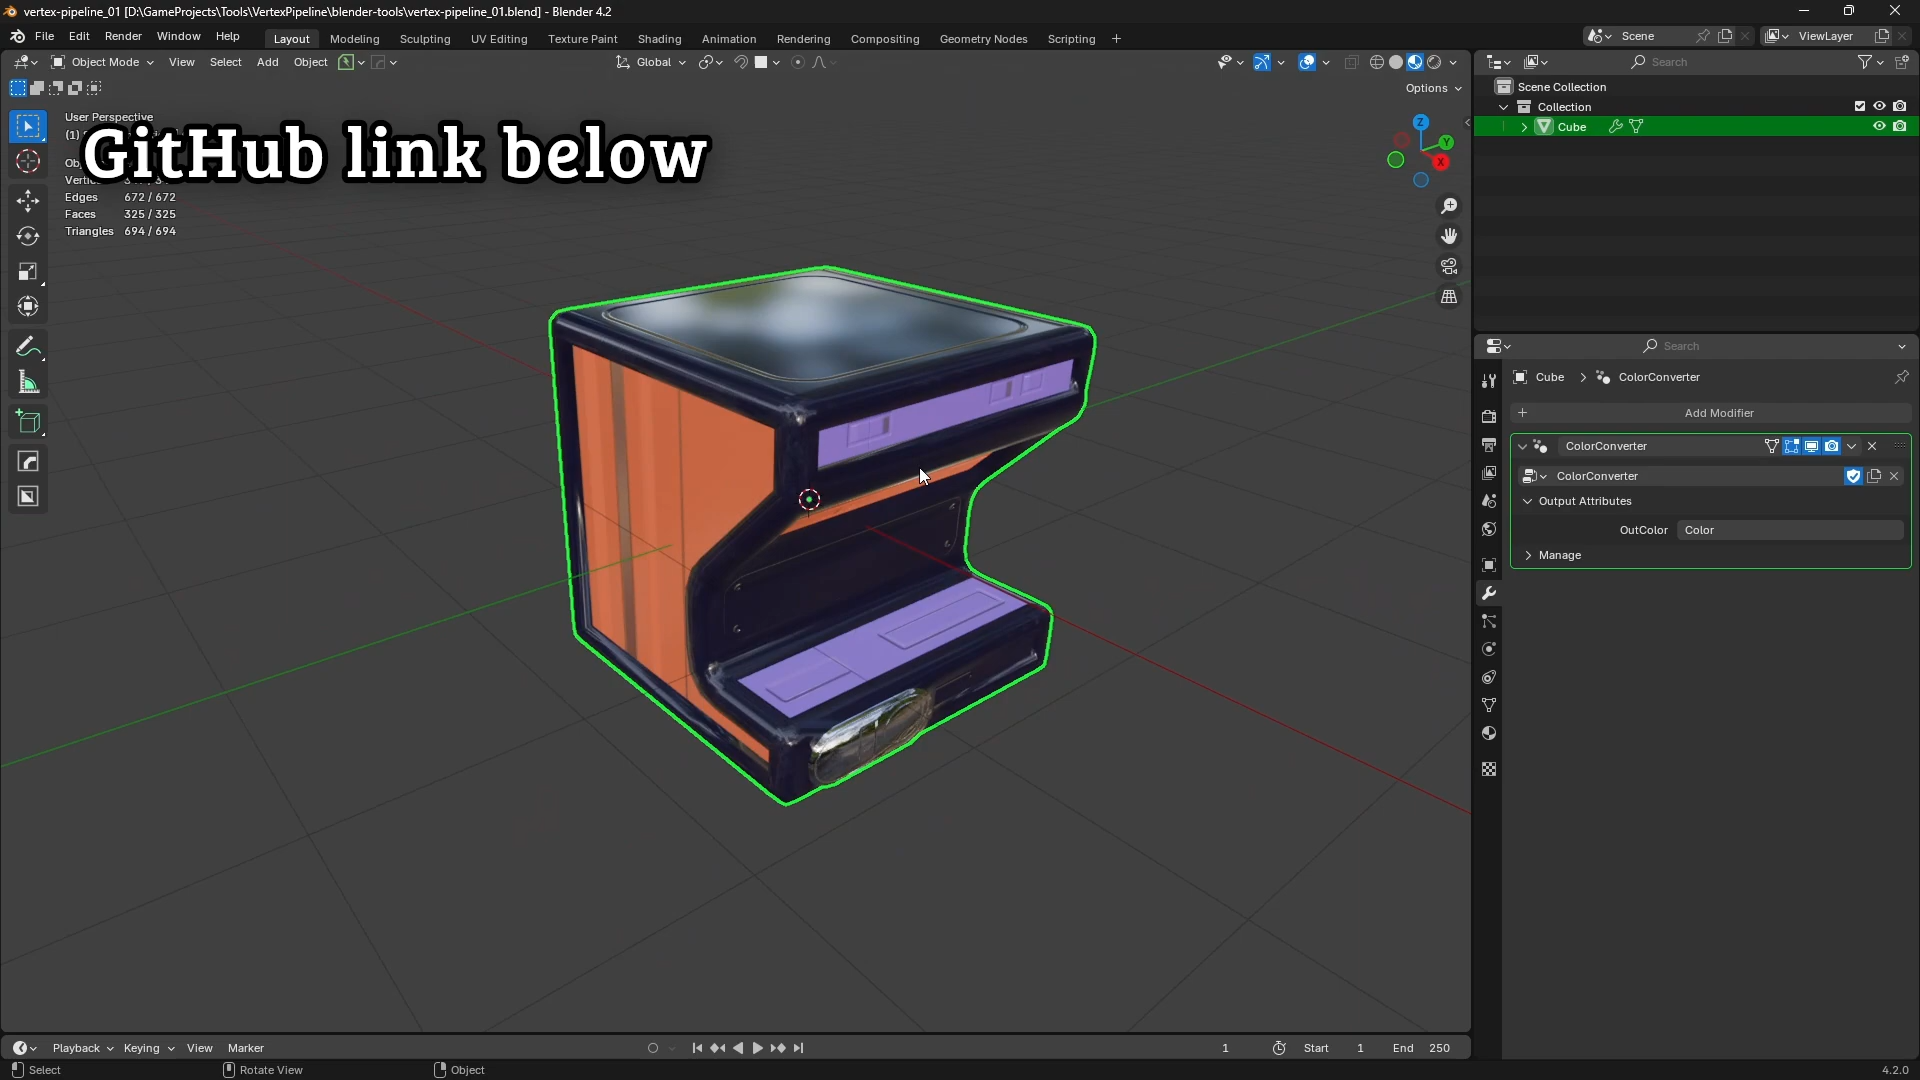 vertex-pipeline_01 [D:\GameProjects\Tools\VertexPipeline\blender-tools\vertex-pipeline_01.blend] - Blender 4.2
File Edit Render Window Help
Layout Modeling Sculpting UV Editing Texture Paint Shading Animation Rendering Compositing Geometry Nodes Scripting
Scene
ViewLayer
Object Mode View Select Add Object
Global
Options
User Perspective
(1)
GitHub link below
Edges 672 / 672
Faces 325 / 325
Triangles 694 / 694
Z
Y
X
Search
Scene Collection
Collection
Cube
Search
Cube ColorConverter
Add Modifier
ColorConverter
ColorConverter
Output Attributes
OutColor Color
Manage
Playback Keying View Marker
1 Start 1 End 250
Select Rotate View Object
4.2.0